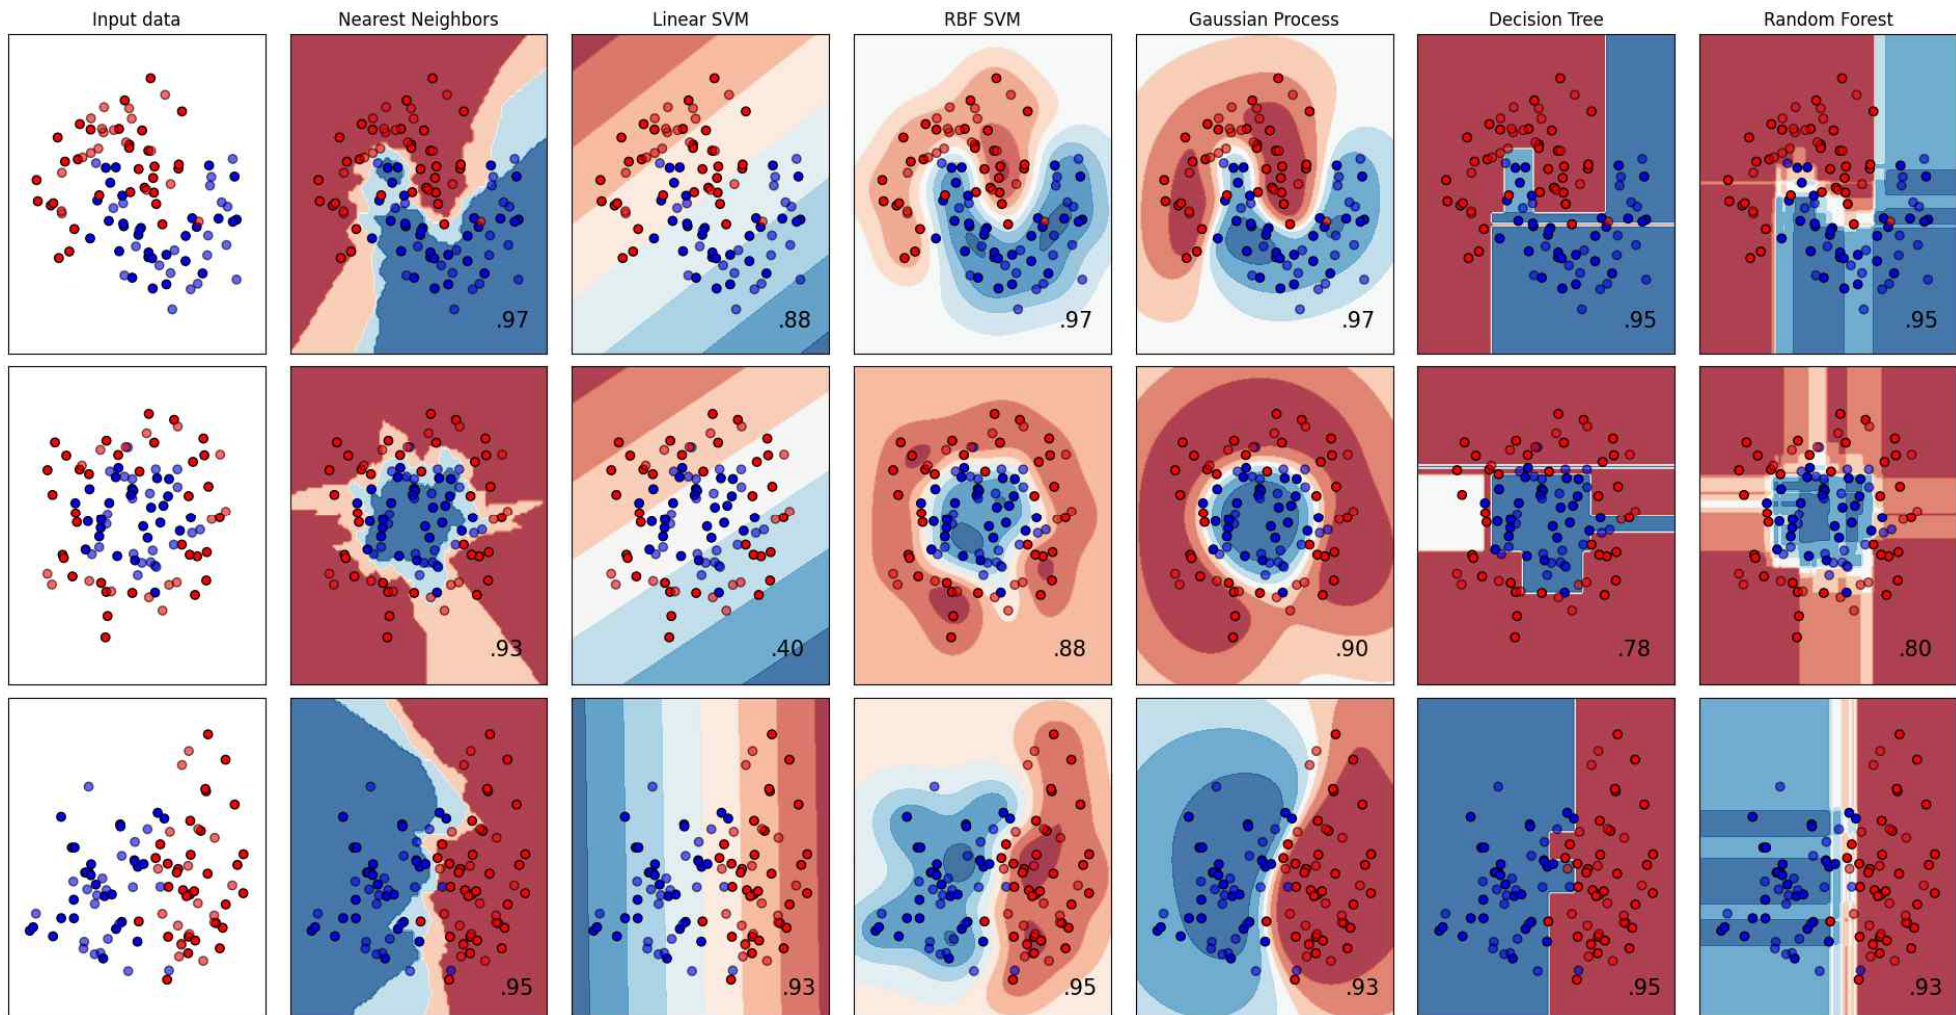 Input data
Nearest Neighbors
Linear SVM
RBF SVM
Gaussian Process
Decision Tree
Random Forest
.97
.88
.97
.97
.95
.95
.93
.40
.88
.90
.78
.80
.95
.93
.95
.93
.95
.93